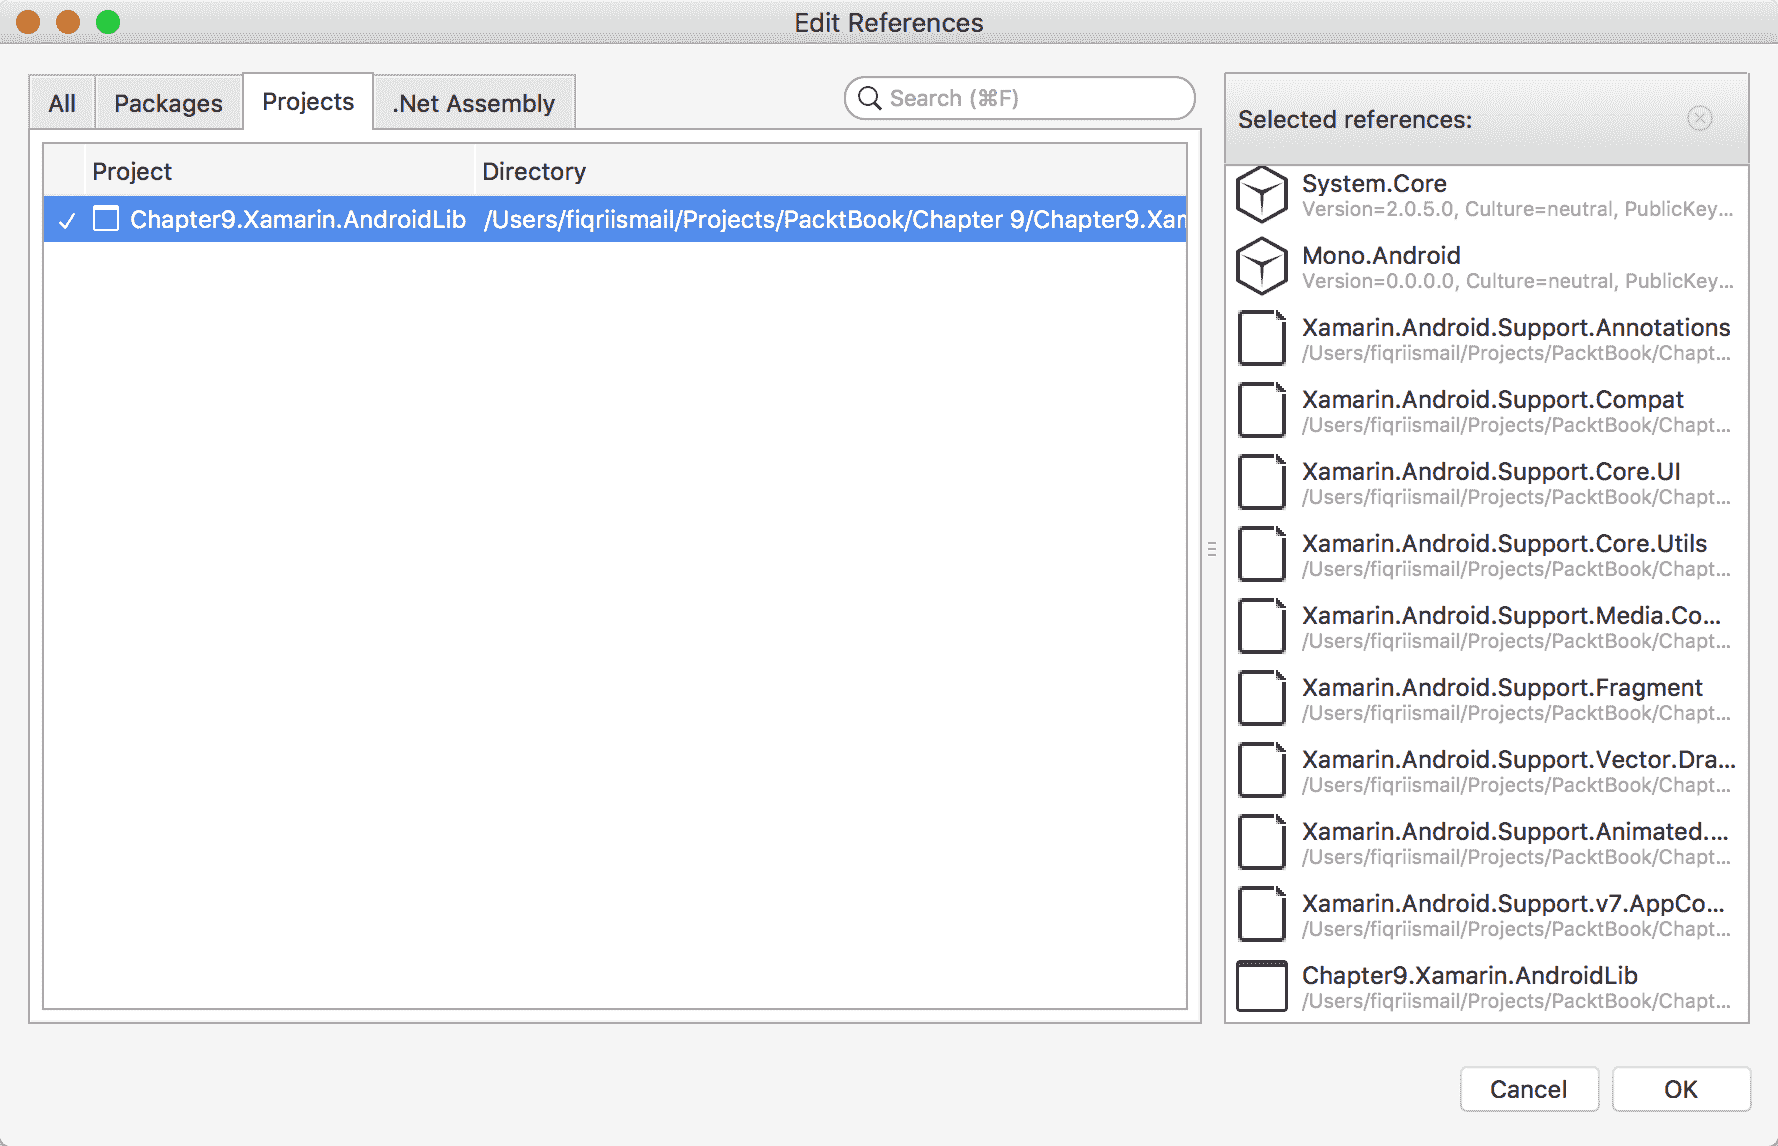 Edit References
All
Packages
Projects
.Net Assembly
Search (⌘F)
Project
Directory
✓ Chapter9.Xamarin.AndroidLib
/Users/fiqriismail/Projects/PacktBook/Chapter 9/Chapter9.Xan
Selected references:
System.Core
Version=2.0.5.0, Culture=neutral, PublicKey...
Mono.Android
Version=0.0.0.0, Culture=neutral, PublicKey...
Xamarin.Android.Support.Annotations
/Users/fiqriismail/Projects/PacktBook/Chapt...
Xamarin.Android.Support.Compat
/Users/fiqriismail/Projects/PacktBook/Chapt...
Xamarin.Android.Support.Core.UI
/Users/fiqriismail/Projects/PacktBook/Chapt...
Xamarin.Android.Support.Core.Utils
/Users/fiqriismail/Projects/PacktBook/Chapt...
Xamarin.Android.Support.Media.Co...
/Users/fiqriismail/Projects/PacktBook/Chapt...
Xamarin.Android.Support.Fragment
/Users/fiqriismail/Projects/PacktBook/Chapt...
Xamarin.Android.Support.Vector.Dra...
/Users/fiqriismail/Projects/PacktBook/Chapt...
Xamarin.Android.Support.Animated....
/Users/fiqriismail/Projects/PacktBook/Chapt...
Xamarin.Android.Support.v7.AppCo...
/Users/fiqriismail/Projects/PacktBook/Chapt...
Chapter9.Xamarin.AndroidLib
/Users/fiqriismail/Projects/PacktBook/Chapt...
Cancel
OK